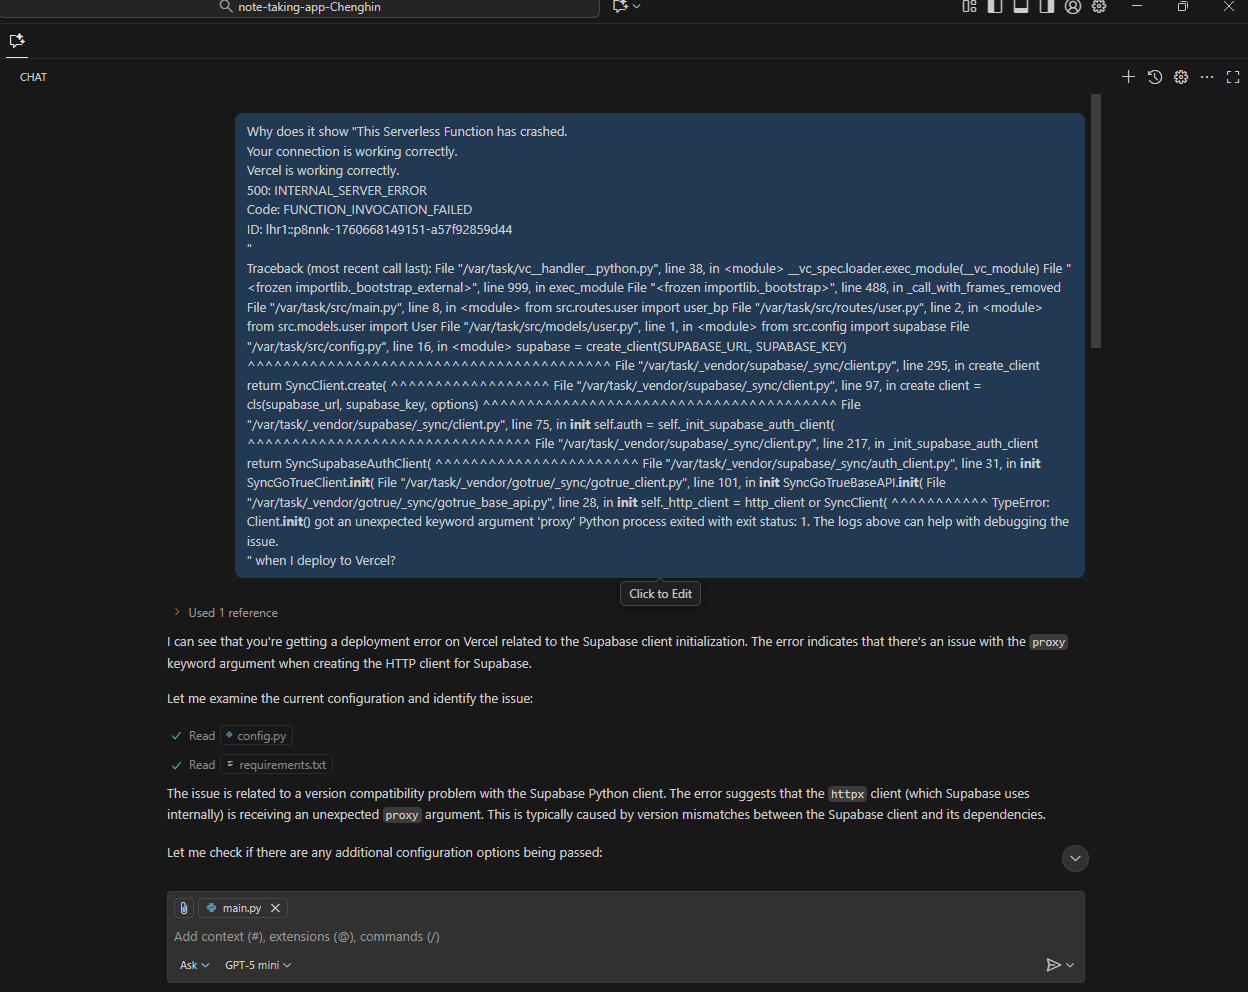 note-taking-app-Chenghin
CHAT
Why does it show "This Serverless Function has crashed.
Your connection is working correctly.
Vercel is working correctly.
500: INTERNAL_SERVER_ERROR
Code: FUNCTION_INVOCATION_FAILED
ID: lhr1::p8nnk-1760668149151-a57f92859d44
"
Traceback (most recent call last): File "/var/task/vc__handler__python.py", line 38, in <module> __vc_spec.loader.exec_module(__vc_module) File "
<frozen importlib._bootstrap_external>", line 999, in exec_module File "<frozen importlib._bootstrap>", line 488, in _call_with_frames_removed
File "/var/task/src/main.py", line 8, in <module> from src.routes.user import user_bp File "/var/task/src/routes/user.py", line 2, in <module>
from src.models.user import User File "/var/task/src/models/user.py", line 1, in <module> from src.config import supabase File
"/var/task/src/config.py", line 16, in <module> supabase = create_client(SUPABASE_URL, SUPABASE_KEY)
^^^^^^^^^^^^^^^^^^^^^^^^^^^^^^^^^^^^^^^^^ File "/var/task/_vendor/supabase/_sync/client.py", line 295, in create_client
return SyncClient.create( ^^^^^^^^^^^^^^^^^^ File "/var/task/_vendor/supabase/_sync/client.py", line 97, in create client =
cls(supabase_url, supabase_key, options) ^^^^^^^^^^^^^^^^^^^^^^^^^^^^^^^^^^^^^^^^ File
"/var/task/_vendor/supabase/_sync/client.py", line 75, in init self.auth = self._init_supabase_auth_client(
^^^^^^^^^^^^^^^^^^^^^^^^^^^^^^^^ File "/var/task/_vendor/supabase/_sync/client.py", line 217, in _init_supabase_auth_client
return SyncSupabaseAuthClient( ^^^^^^^^^^^^^^^^^^^^^^^ File "/var/task/_vendor/supabase/_sync/auth_client.py", line 31, in init
SyncGoTrueClient.init( File "/var/task/_vendor/gotrue/_sync/gotrue_client.py", line 101, in init SyncGoTrueBaseAPI.init( File
"/var/task/_vendor/gotrue/_sync/gotrue_base_api.py", line 28, in init self._http_client = http_client or SyncClient( ^^^^^^^^^^^ TypeError:
Client.init() got an unexpected keyword argument 'proxy' Python process exited with exit status: 1. The logs above can help with debugging the
issue.
" when I deploy to Vercel?
Click to Edit
Used 1 reference
I can see that you're getting a deployment error on Vercel related to the Supabase client initialization. The error indicates that there's an issue with the proxy
keyword argument when creating the HTTP client for Supabase.
Let me examine the current configuration and identify the issue:
Read config.py
Read requirements.txt
The issue is related to a version compatibility problem with the Supabase Python client. The error suggests that the httpx client (which Supabase uses
internally) is receiving an unexpected proxy argument. This is typically caused by version mismatches between the Supabase client and its dependencies.
Let me check if there are any additional configuration options being passed:
main.py
Add context (#), extensions (@), commands (/)
Ask GPT-5 mini